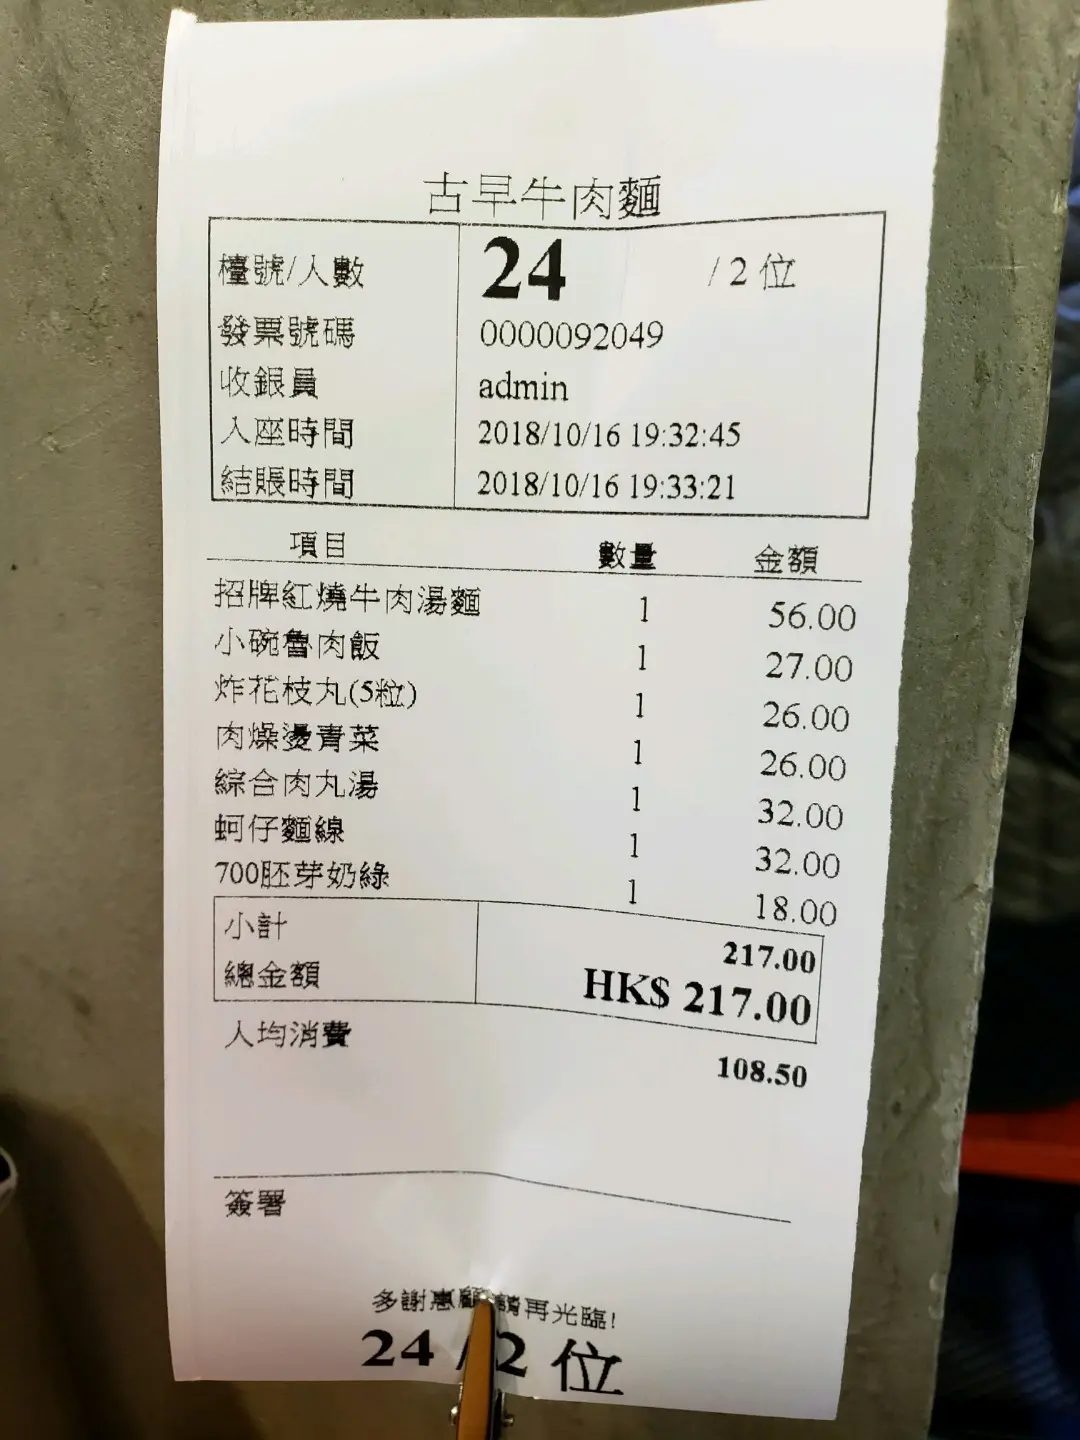 古早牛肉麵
檯號/人數 24 / 2 位
發票號碼 0000092049
收銀員 admin
入座時間 2018/10/16 19:32:45
結賬時間 2018/10/16 19:33:21
項目 數量 金額
招牌紅燒牛肉湯麵 1 56.00
小碗魯肉飯 1 27.00
炸花枝丸(5粒) 1 26.00
肉燥燙青菜 1 26.00
綜合肉丸湯 1 32.00
蚵仔麵線 1 32.00
700胚芽奶綠 1 18.00
小計 217.00
總金額 HK$ 217.00
人均消費 108.50
簽署
多謝惠顧 請再光臨!
24 / 2 位